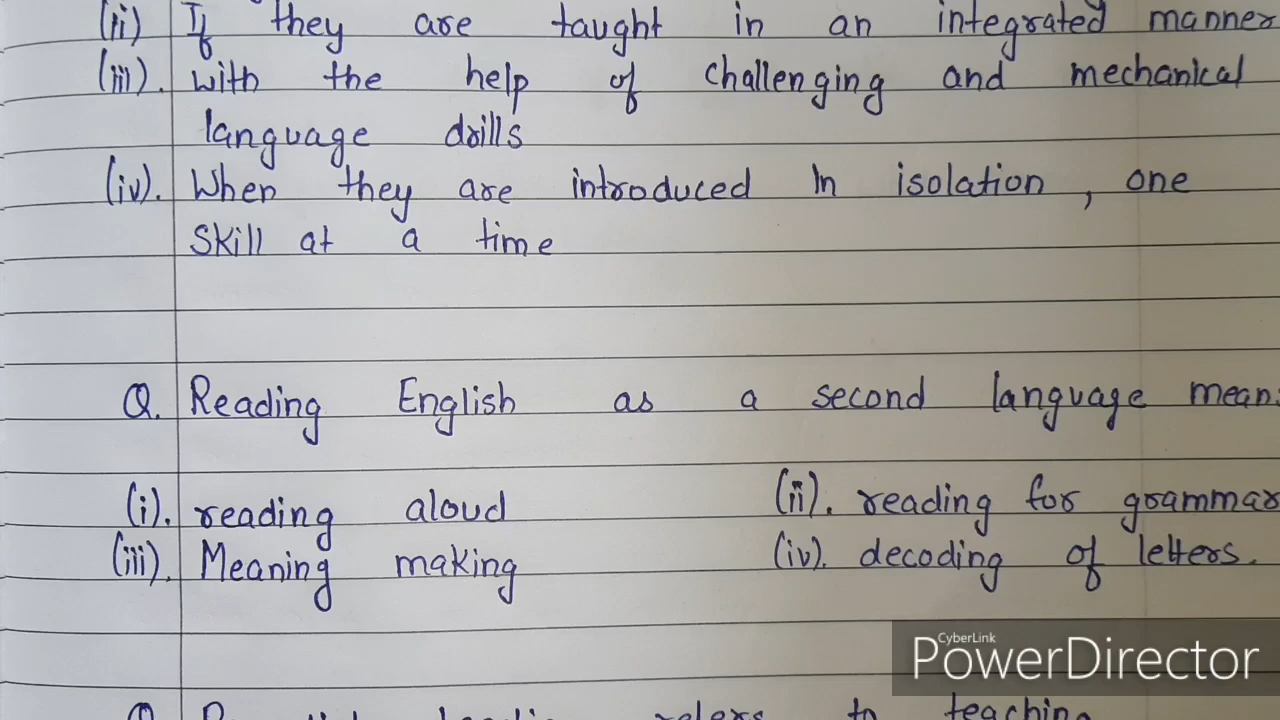 (ii) If they are taught in an integrated manner
(iii). with the help of challenging and mechanical
language drills
(iv). When they are introduced In isolation, one
skill at a time
Q. Reading English as a second language mean
(i). reading aloud (ii). reading for grammar
(iii). Meaning making (iv). decoding of letters.
CyberLink
PowerDirector
Q. to teaching